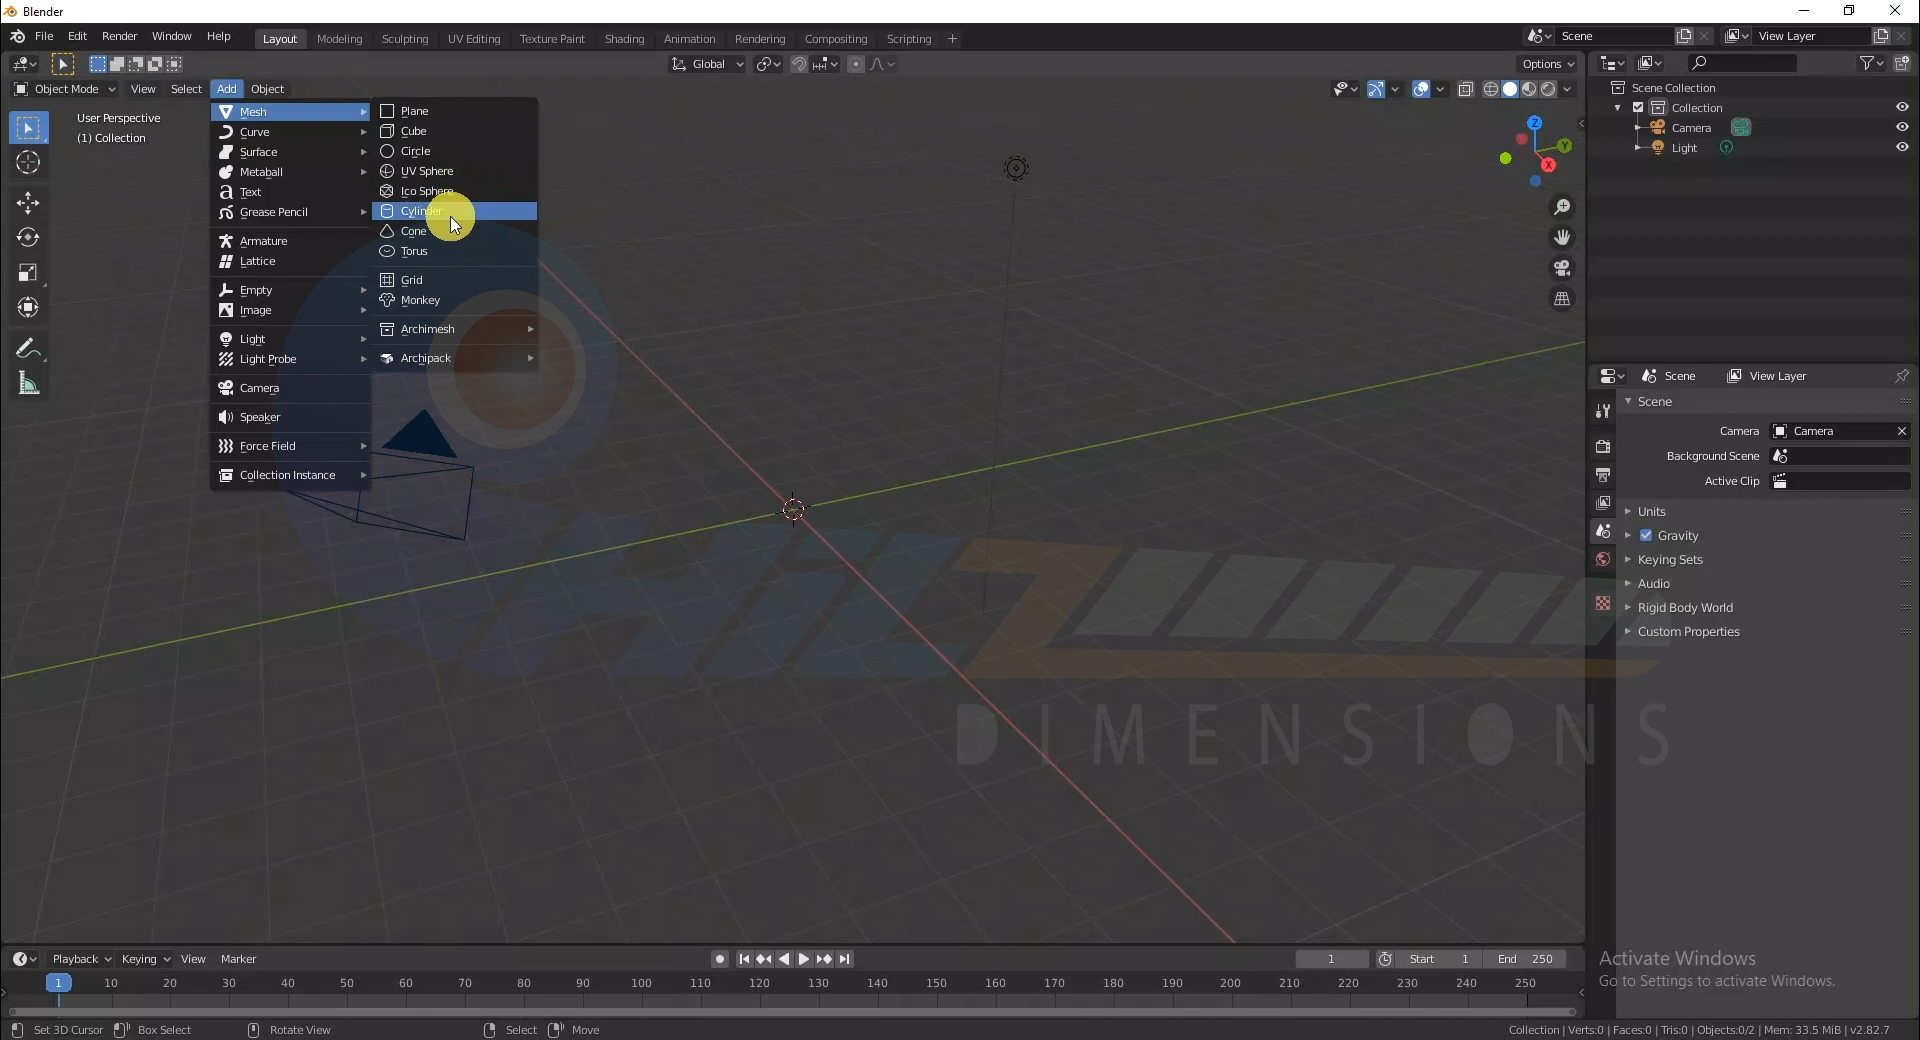 Blender
File Edit Render Window Help Layout Modeling Sculpting UV Editing Texture Paint Shading Animation Rendering Compositing Scripting + Scene View Layer
Global Options
Object Mode View Select Add Object
User Perspective
(1) Collection
Mesh
Curve
Surface
Metaball
Text
Grease Pencil
Armature
Lattice
Empty
Image
Light
Light Probe
Camera
Speaker
Force Field
Collection Instance
Plane
Cube
Circle
UV Sphere
Ico Sphere
Cylinder
Cone
Torus
Grid
Monkey
Archimesh
Archipack
Z
Y
X
Scene Collection
Collection
Camera
Light
Scene View Layer
Scene
Camera Camera
Background Scene
Active Clip
Units
Gravity
Keying Sets
Audio
Rigid Body World
Custom Properties
HILZ
DIMENSIONS
Activate Windows
Go to Settings to activate Windows.
Playback Keying View Marker 1 Start 1 End 250
1 10 20 30 40 50 60 70 80 90 100 110 120 130 140 150 160 170 180 190 200 210 220 230 240 250
Set 3D Cursor Box Select Rotate View Select Move Collection | Verts:0 | Faces:0 | Tris:0 | Objects:0/2 | Mem: 33.5 MiB | v2.82.7